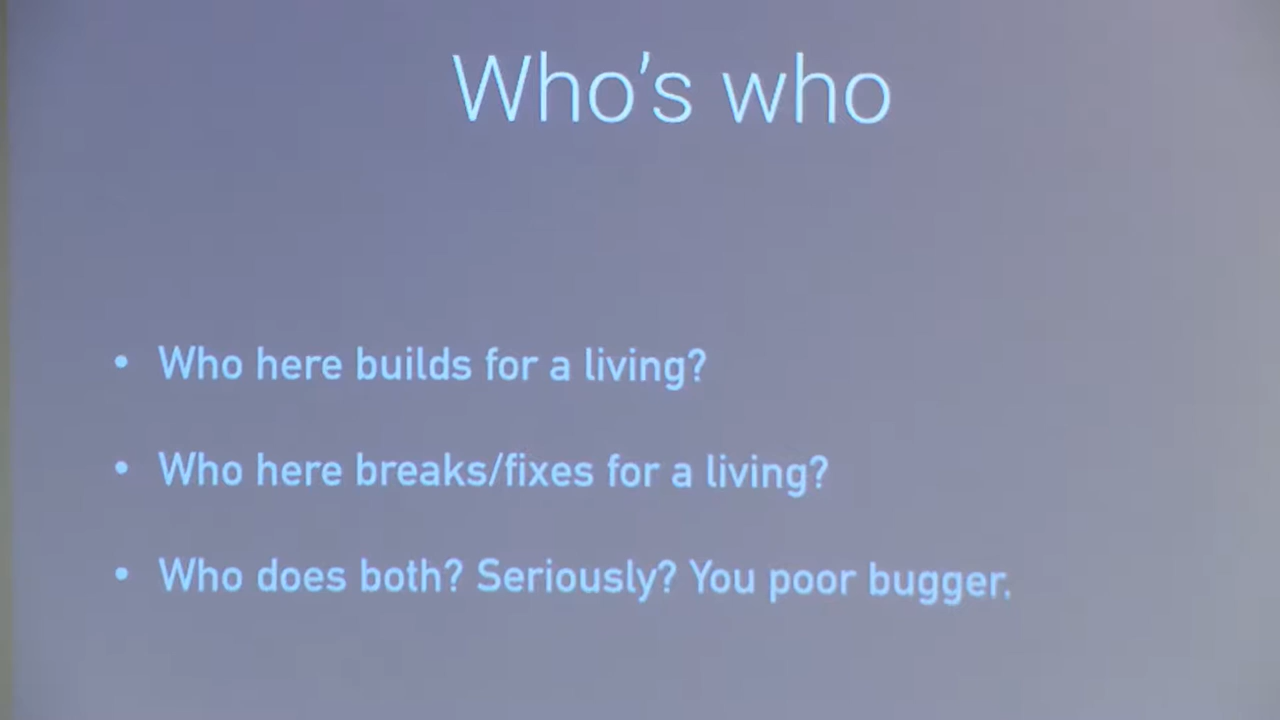 Who’s who
• Who here builds for a living?
• Who here breaks/fixes for a living?
• Who does both? Seriously? You poor bugger.